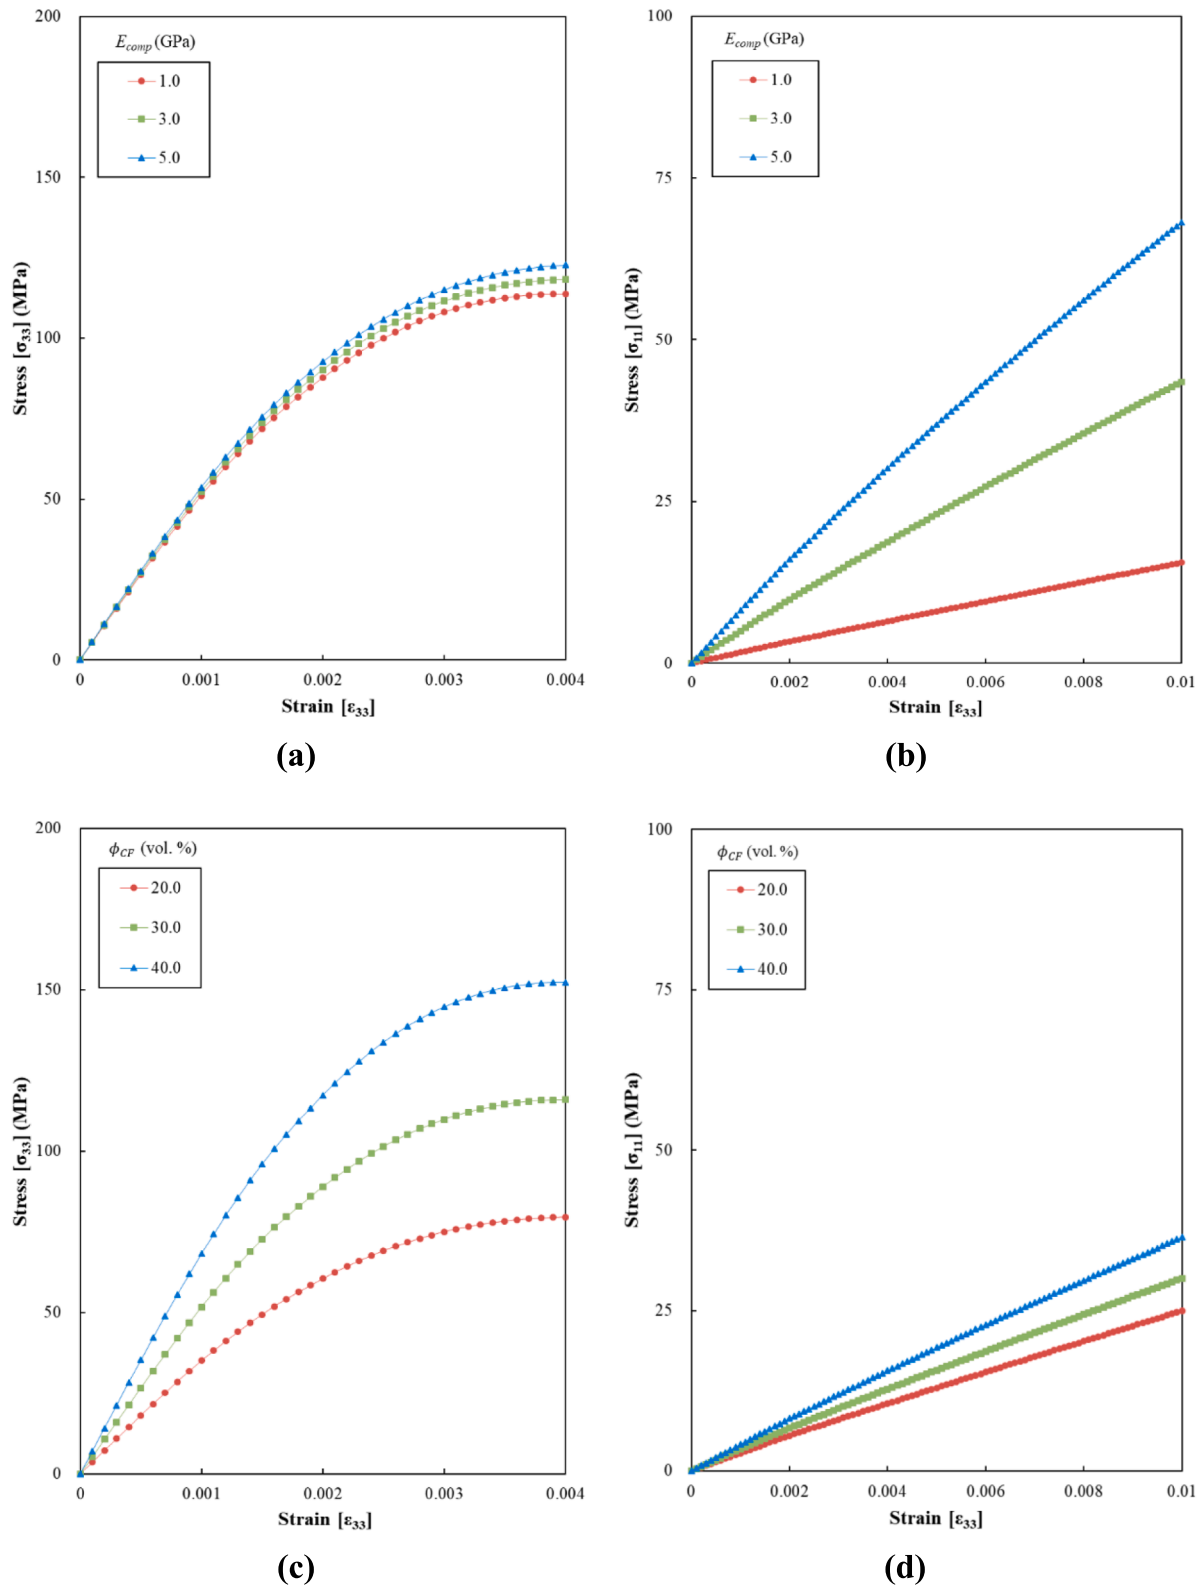 200
150
100
50
0
E_comp (GPa)
1.0
3.0
5.0
Stress [σ₃₃] (MPa)
0 0.001 0.002 0.003 0.004
Strain [ε₃₃]
(a)
100
75
50
25
0
E_comp (GPa)
1.0
3.0
5.0
Stress [σ₁₁] (MPa)
0 0.002 0.004 0.006 0.008 0.01
Strain [ε₃₃]
(b)
200
150
100
50
0
ϕ_CF (vol. %)
20.0
30.0
40.0
Stress [σ₃₃] (MPa)
0 0.001 0.002 0.003 0.004
Strain [ε₃₃]
(c)
100
75
50
25
0
ϕ_CF (vol. %)
20.0
30.0
40.0
Stress [σ₁₁] (MPa)
0 0.002 0.004 0.006 0.008 0.01
Strain [ε₃₃]
(d)